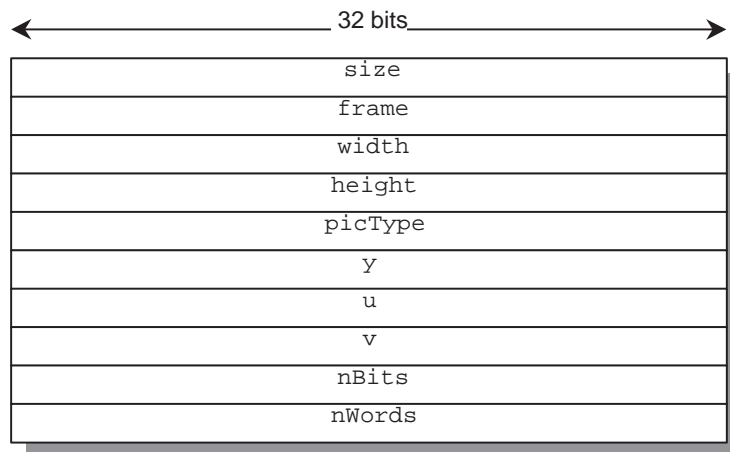 32 bits
size
frame
width
height
picType
y
u
v
nBits
nWords